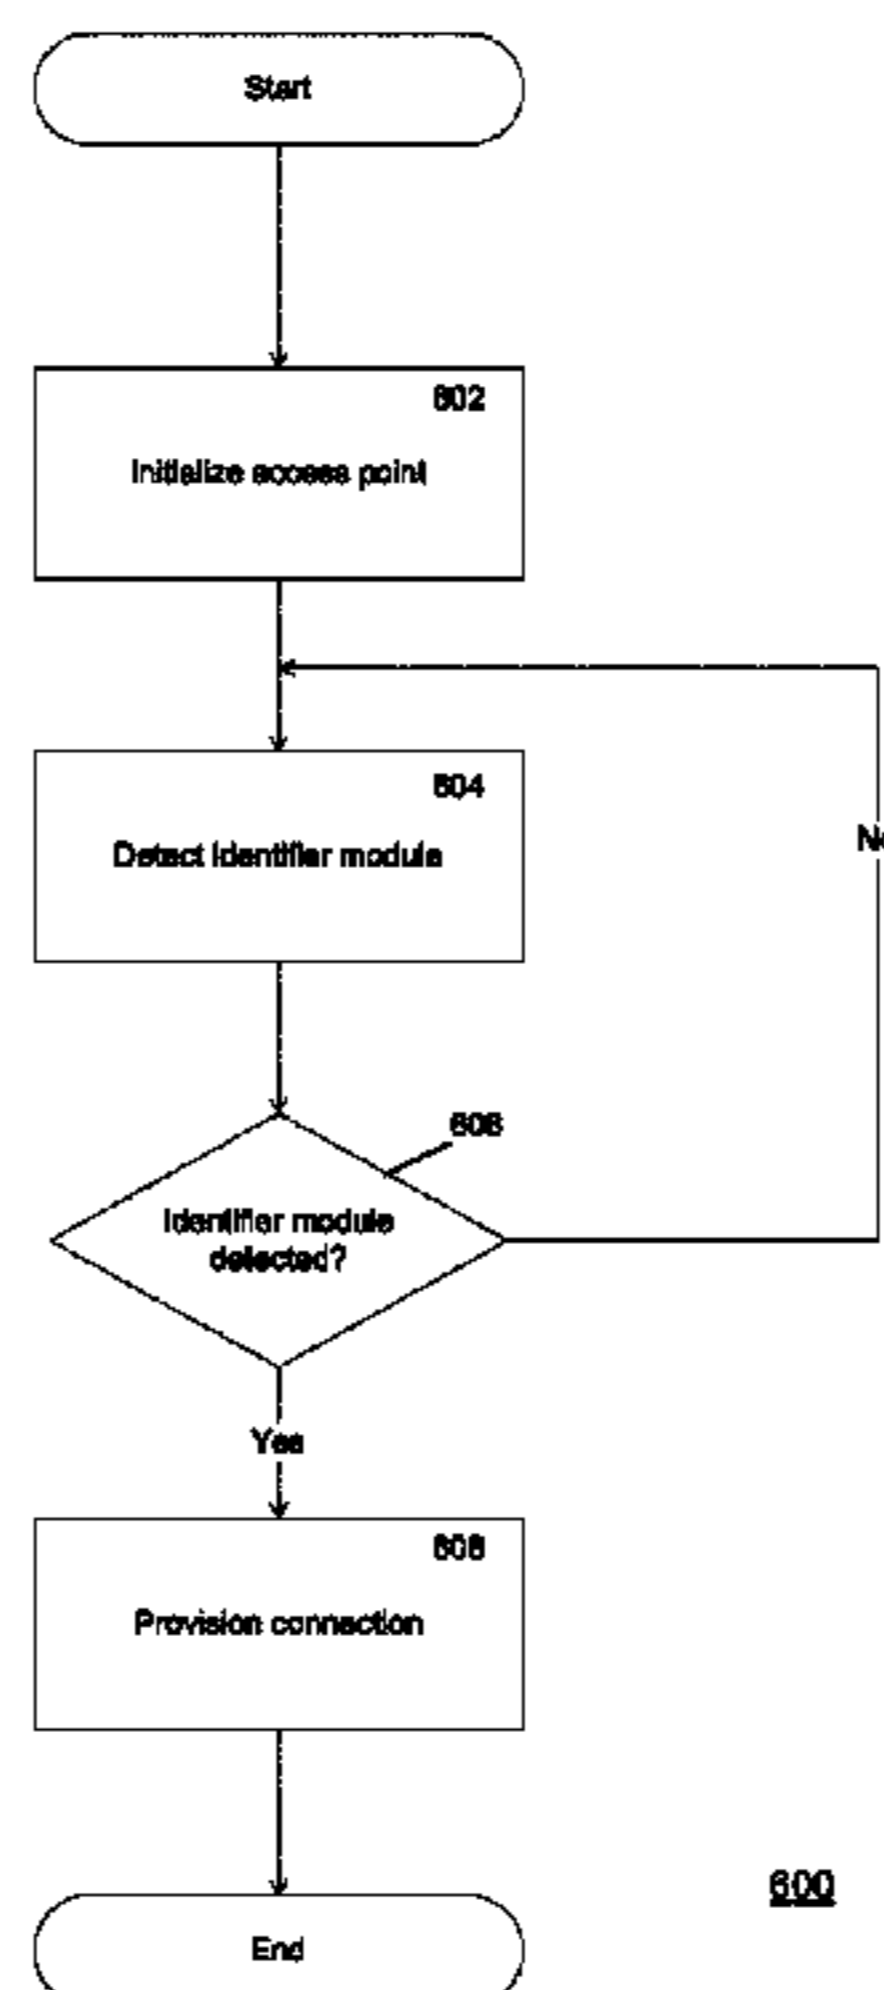 Start
602
Initialize access point
604
Detect identifier module
No
606
Identifier module
detected?
Yes
608
Provision connection
600
End